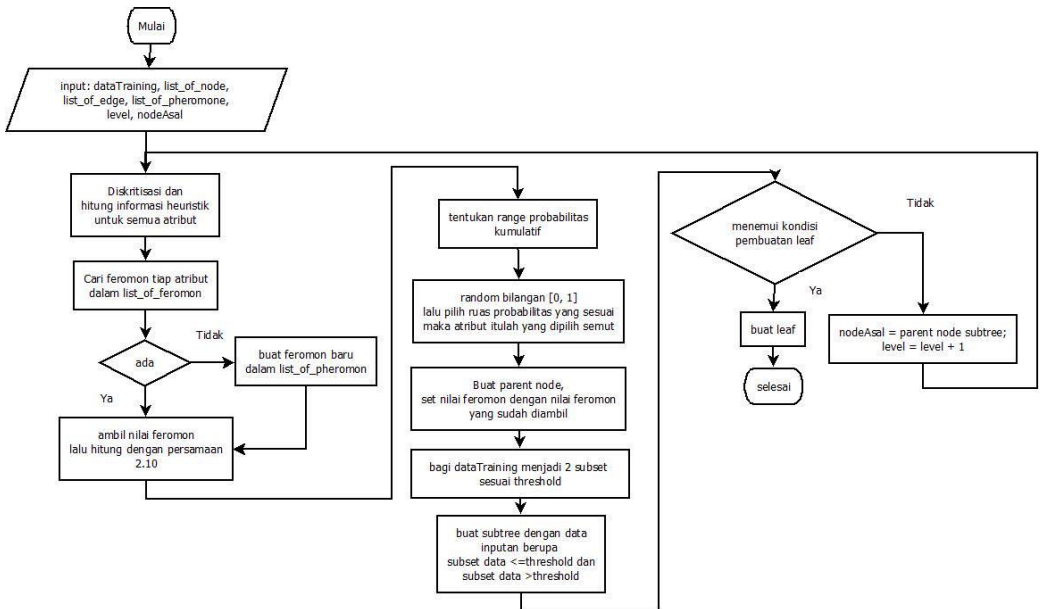 Mulai
input: dataTraining, list_of_node,
list_of_edge, list_of_pheromone,
level, nodeAsal
Diskritisasi dan
hitung informasi heuristik
untuk semua atribut
Cari feromon tiap atribut
dalam list_of_feromon
ada
Tidak
buat feromon baru
dalam list_of_pheromon
Ya
ambil nilai feromon
lalu hitung dengan persamaan
2.10
tentukan range probabilitas
kumulatif
random bilangan [0, 1]
lalu pilih ruas probabilitas yang sesuai
maka atribut itulah yang dipilih semut
Buat parent node,
set nilai feromon dengan nilai feromon
yang sudah diambil
bagi dataTraining menjadi 2 subset
sesuai threshold
buat subtree dengan data
inputan berupa
subset data <=threshold dan
subset data >threshold
menemui kondisi
pembuatan leaf
Tidak
Ya
buat leaf
selesai
nodeAsal = parent node subtree;
level = level + 1